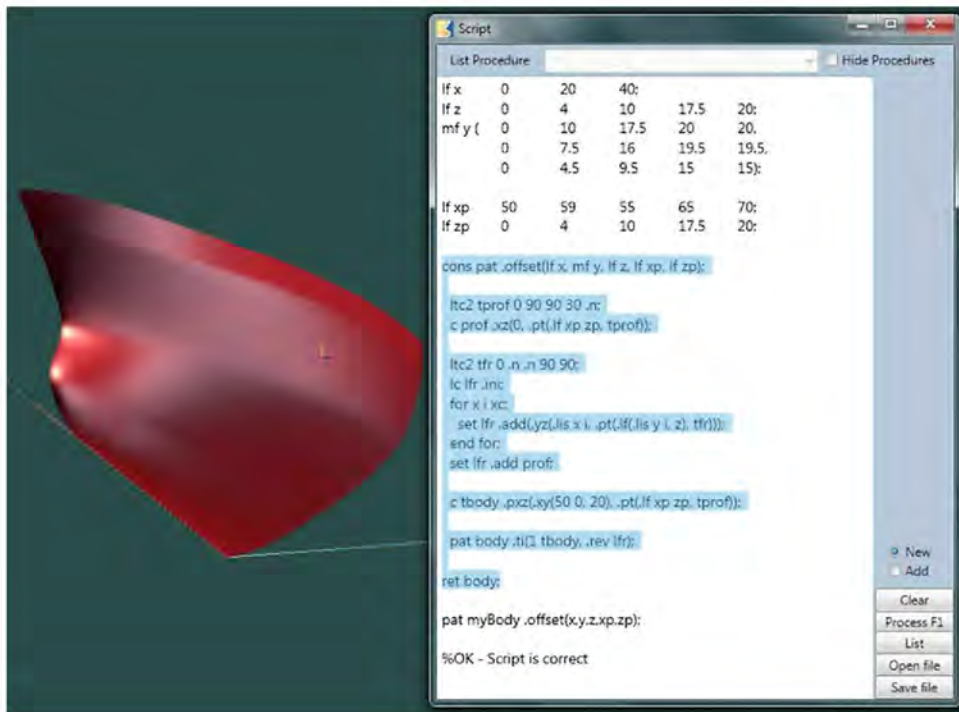 Script
List Procedure
Hide Procedures
lf x 0 20 40;
lf z 0 4 10 17.5 20;
mf y ( 0 10 17.5 20 20,
0 7.5 16 19.5 19.5,
0 4.5 9.5 15 15);
lf xp 50 59 55 65 70;
lf zp 0 4 10 17.5 20;
cons pat .offset(lf x, mf y, lf z, lf xp, lf zp);
ltc2 tprof 0 90 90 30 .n;
c prof .xz(0, .pt(.lf xp zp, tprof));
ltc2 tfr 0 .n .n 90 90;
lc lfr .in;
for x i xc;
set lfr .add(.yz(.lis x i, .pt(.lf(.lis y i, z), tfr)));
end for;
set lfr .add prof;
c tbody .pxz(.xy(50 0, 20), .pt(.lf xp zp, tprof));
pat body .ti(1 tbody, .rev lfr);
ret body;
pat myBody .offset(x,y,z,xp,zp);
%OK - Script is correct
New
Add
Clear
Process F1
List
Open file
Save file